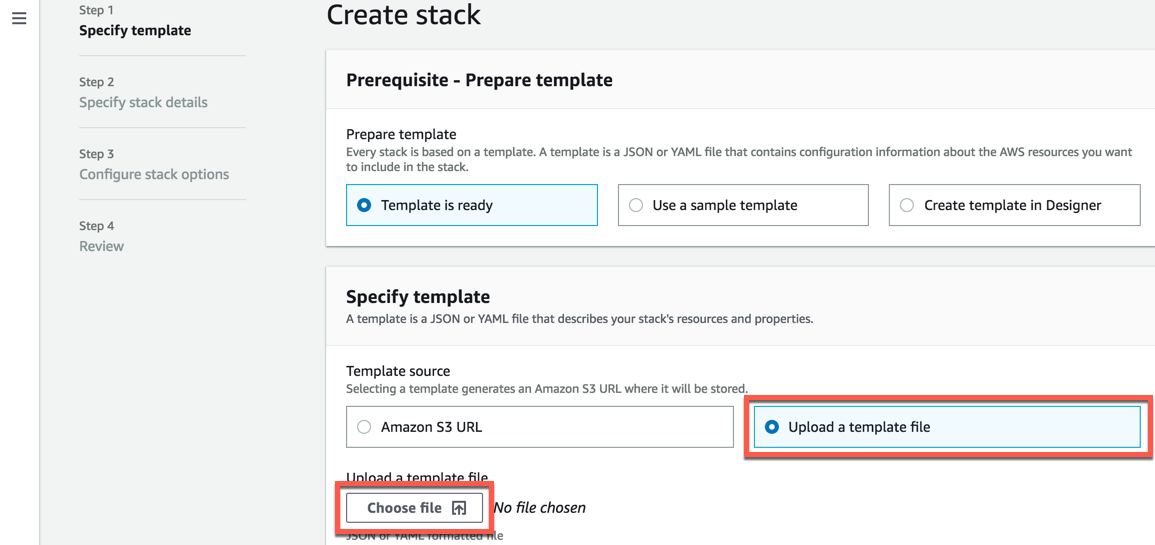 Create stack
Step 1
Specify template
Step 2
Specify stack details
Step 3
Configure stack options
Step 4
Review
Prerequisite - Prepare template
Prepare template
Every stack is based on a template. A template is a JSON or YAML file that contains configuration information about the AWS resources you want
to include in the stack.
Template is ready
Use a sample template
Create template in Designer
Specify template
A template is a JSON or YAML file that describes your stack's resources and properties.
Template source
Selecting a template generates an Amazon S3 URL where it will be stored.
Amazon S3 URL
Upload a template file
Upload a template file
Choose file
No file chosen
JSON or YAML formatted file